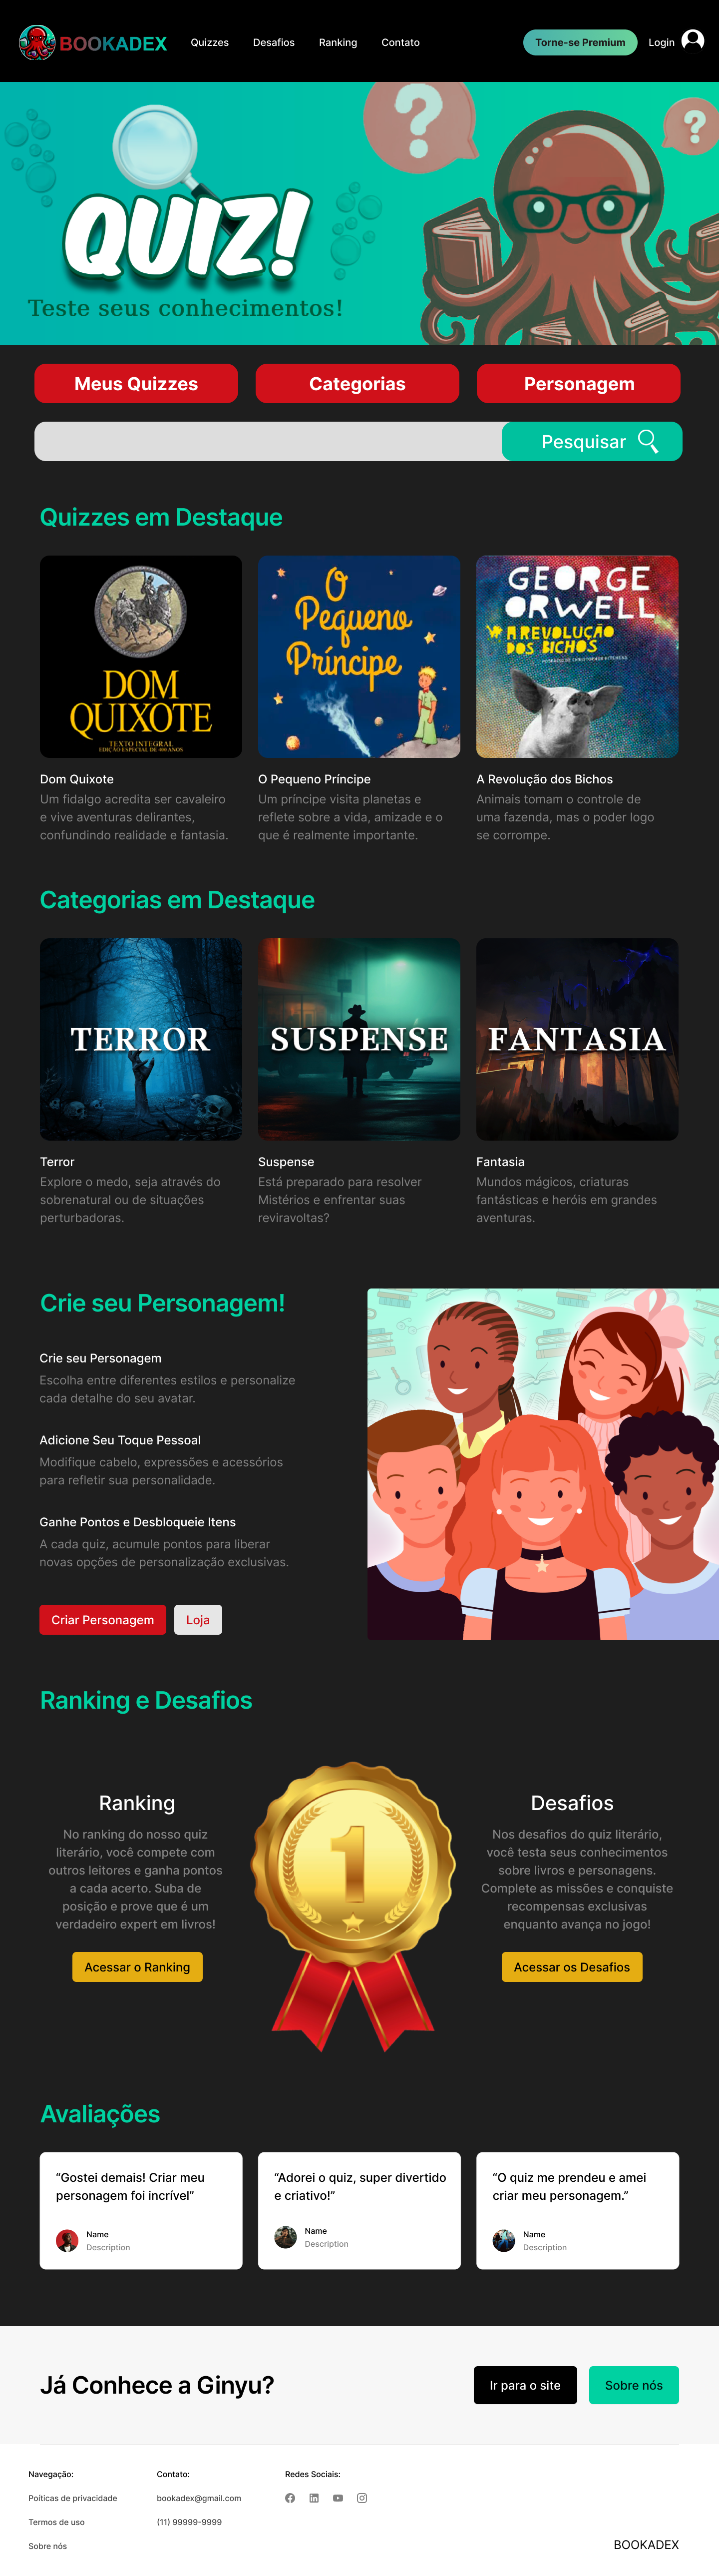 BOOKADEX
Quizzes
Desafios
Ranking
Contato
Torne-se Premium
Login
?
?
QUIZ!
Teste seus conhecimentos!
Meus Quizzes
Categorias
Personagem
Pesquisar
Quizzes em Destaque
DOM
QUIXOTE
TEXTO INTEGRAL
EDIÇÃO ESPECIAL DE 400 ANOS
O
Pequeno
Príncipe
GEORGE
ORWELL
A REVOLUÇÃO
DOS BICHOS
Dom Quixote
Um fidalgo acredita ser cavaleiro
e vive aventuras delirantes,
confundindo realidade e fantasia.
O Pequeno Príncipe
Um príncipe visita planetas e
reflete sobre a vida, amizade e o
que é realmente importante.
A Revolução dos Bichos
Animais tomam o controle de
uma fazenda, mas o poder logo
se corrompe.
Categorias em Destaque
TERROR
SUSPENSE
FANTASIA
Terror
Explore o medo, seja através do
sobrenatural ou de situações
perturbadoras.
Suspense
Está preparado para resolver
Mistérios e enfrentar suas
reviravoltas?
Fantasia
Mundos mágicos, criaturas
fantásticas e heróis em grandes
aventuras.
Crie seu Personagem!
Crie seu Personagem
Escolha entre diferentes estilos e personalize
cada detalhe do seu avatar.
Adicione Seu Toque Pessoal
Modifique cabelo, expressões e acessórios
para refletir sua personalidade.
Ganhe Pontos e Desbloqueie Itens
A cada quiz, acumule pontos para liberar
novas opções de personalização exclusivas.
Criar Personagem
Loja
Ranking e Desafios
Ranking
No ranking do nosso quiz
literário, você compete com
outros leitores e ganha pontos
a cada acerto. Suba de
posição e prove que é um
verdadeiro expert em livros!
Acessar o Ranking
1
Desafios
Nos desafios do quiz literário,
você testa seus conhecimentos
sobre livros e personagens.
Complete as missões e conquiste
recompensas exclusivas
enquanto avança no jogo!
Acessar os Desafios
Avaliações
“Gostei demais! Criar meu
personagem foi incrível”
Name
Description
“Adorei o quiz, super divertido
e criativo!”
Name
Description
“O quiz me prendeu e amei
criar meu personagem.”
Name
Description
Já Conhece a Ginyu?
Ir para o site
Sobre nós
Navegação:
Poíticas de privacidade
Termos de uso
Sobre nós
Contato:
bookadex@gmail.com
(11) 99999-9999
Redes Sociais:
BOOKADEX